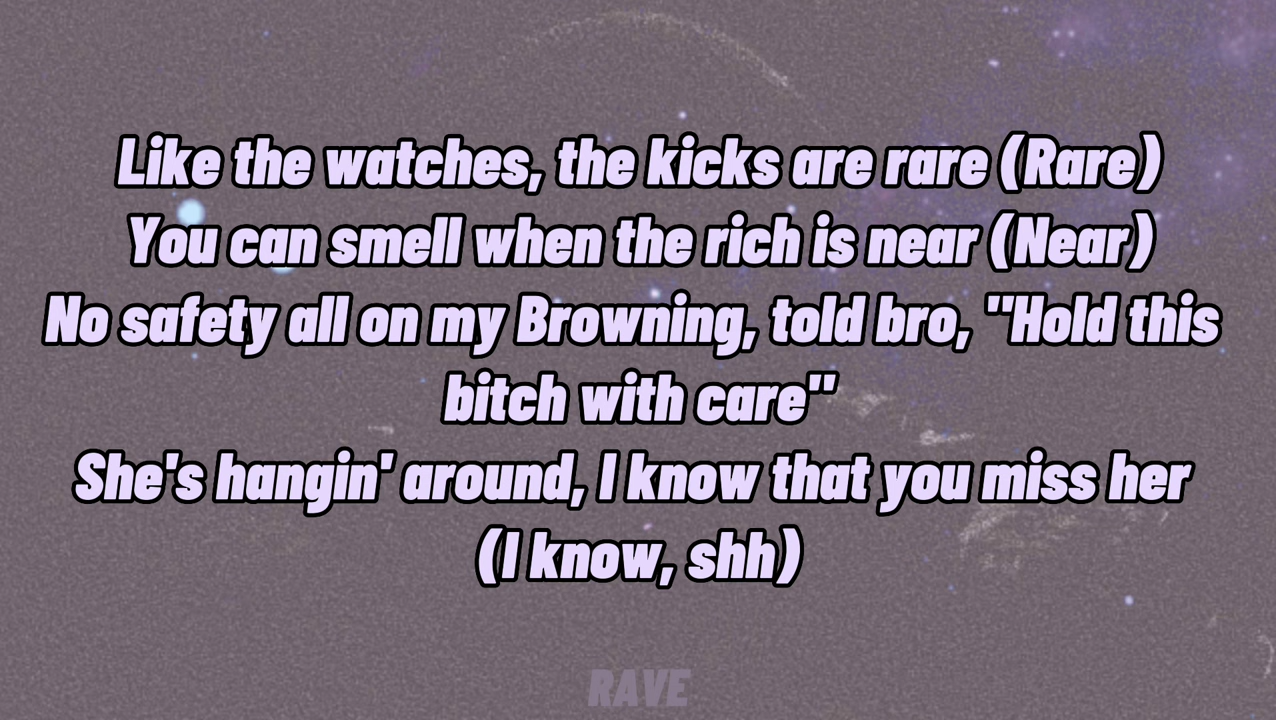 Like the watches, the kicks are rare (Rare)
You can smell when the rich is near (Near)
No safety all on my Browning, told bro, "Hold this
bitch with care"
She's hangin' around, I know that you miss her
(I know, shh)
RAVE